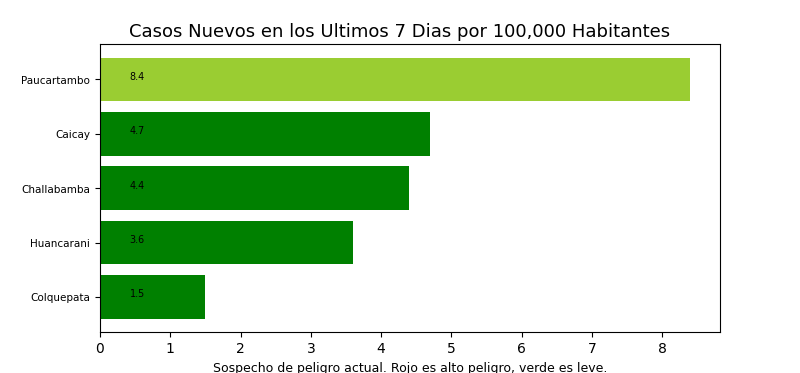 Casos Nuevos en los Ultimos 7 Dias por 100,000 Habitantes
Paucartambo 8.4
Caicay 4.7
Challabamba 4.4
Huancarani 3.6
Colquepata 1.5
0 1 2 3 4 5 6 7 8
Sospecho de peligro actual. Rojo es alto peligro, verde es leve.